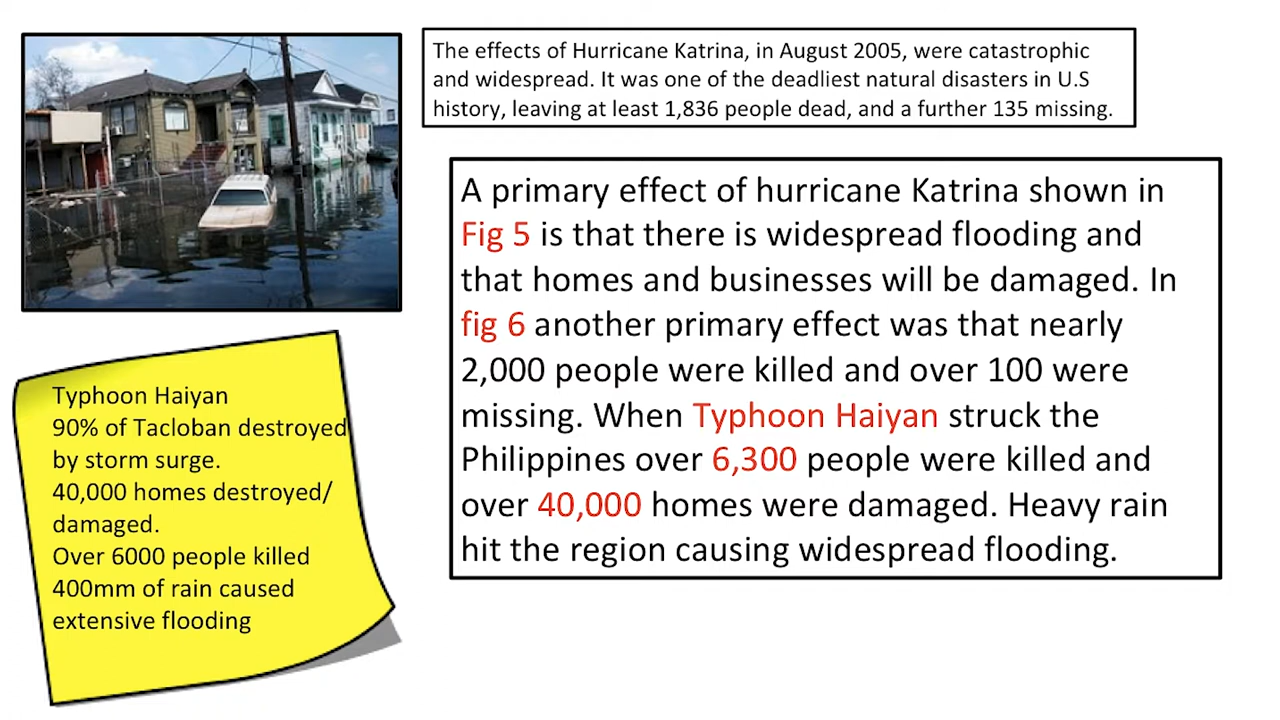 The effects of Hurricane Katrina, in August 2005, were catastrophic
and widespread. It was one of the deadliest natural disasters in U.S
history, leaving at least 1,836 people dead, and a further 135 missing.
A primary effect of hurricane Katrina shown in
Fig 5 is that there is widespread flooding and
that homes and businesses will be damaged. In
fig 6 another primary effect was that nearly
2,000 people were killed and over 100 were
missing. When Typhoon Haiyan struck the
Philippines over 6,300 people were killed and
over 40,000 homes were damaged. Heavy rain
hit the region causing widespread flooding.
Typhoon Haiyan
90% of Tacloban destroyed
by storm surge.
40,000 homes destroyed/
damaged.
Over 6000 people killed
400mm of rain caused
extensive flooding